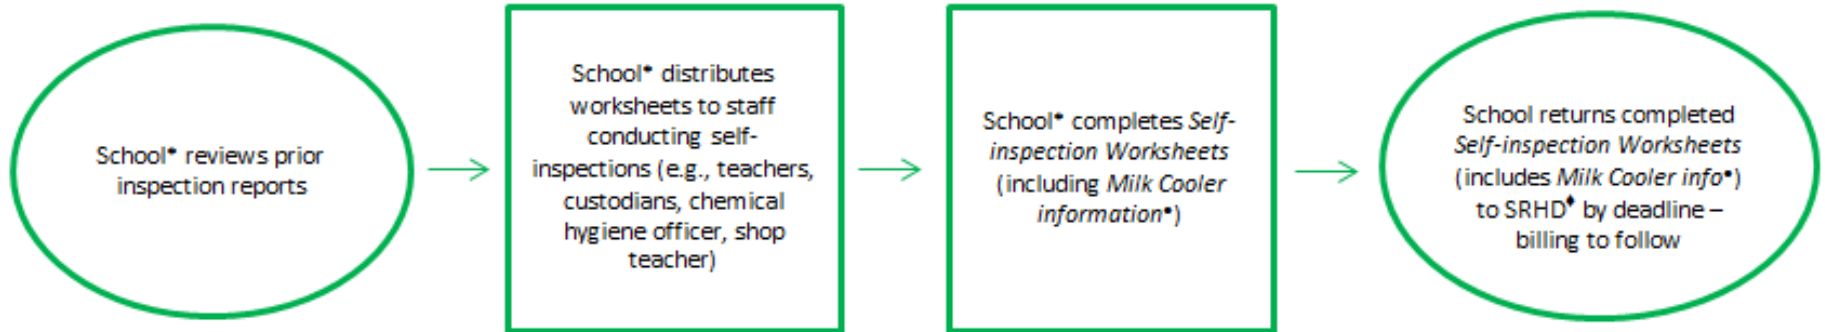 School* reviews prior
inspection reports
School* distributes
worksheets to staff
conducting self-
inspections (e.g., teachers,
custodians, chemical
hygiene officer, shop
teacher)
School* completes Self-
inspection Worksheets
(including Milk Cooler
information•)
School returns completed
Self-inspection Worksheets
(includes Milk Cooler info•)
to SRHD♦ by deadline –
billing to follow